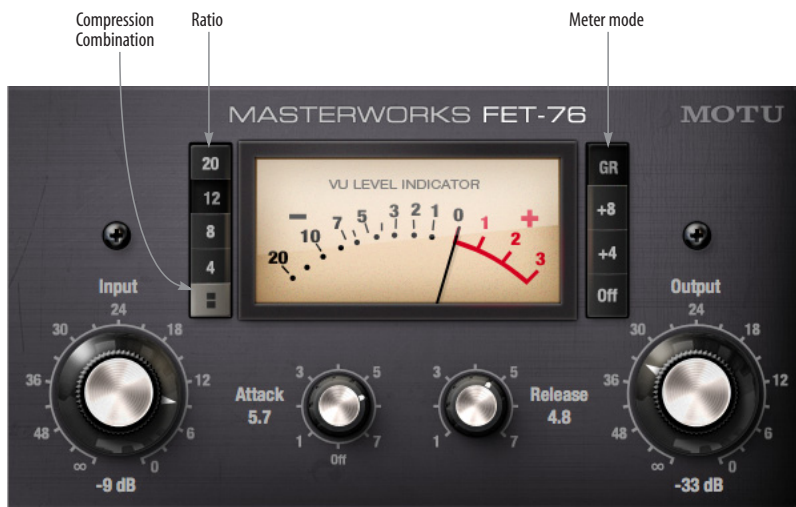 Compression
Combination
Ratio
Meter mode
MASTERWORKS FET-76
MOTU
20
12
8
4
VU LEVEL INDICATOR
− +
20 10 7 5 3 2 1 0 1 2 3
GR
+8
+4
Off
Input
24
30 18
36 12
48 6
∞ 0
-9 dB
Attack
5.7
3 5
1 7
Off
3 5
1 7
Release
4.8
Output
24
30 18
36 12
48 6
∞ 0
-33 dB